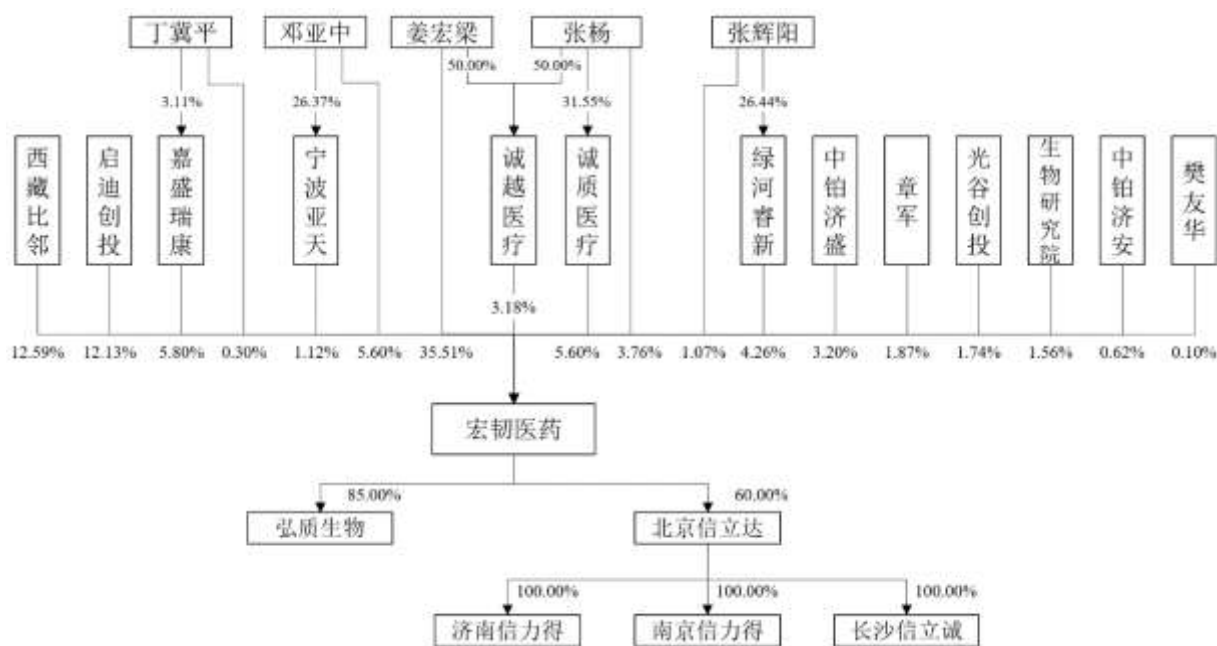 丁冀平
邓亚中
姜宏梁
张杨
张辉阳
50.00%
50.00%
3.11%
26.37%
31.55%
26.44%
西藏比邻
启迪创投
嘉盛瑞康
宁波亚天
诚越医疗
诚质医疗
绿河睿新
中铂济盛
章军
光谷创投
生物研究院
中铂济安
樊友华
3.18%
12.59%
12.13%
5.80%
0.30%
1.12%
5.60%
35.51%
5.60%
3.76%
1.07%
4.26%
3.20%
1.87%
1.74%
1.56%
0.62%
0.10%
宏韧医药
85.00%
60.00%
弘质生物
北京信立达
100.00%
100.00%
100.00%
济南信力得
南京信力得
长沙信立诚